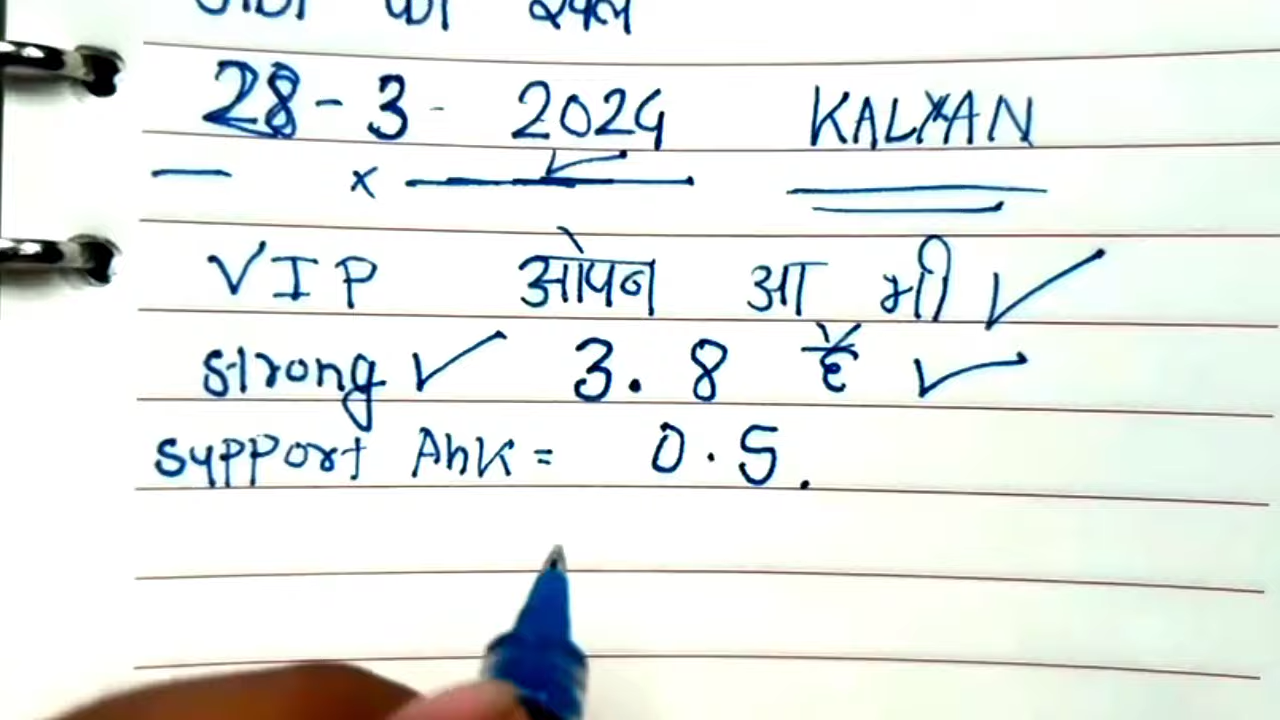 का खेल
28 - 3 - 2024 KALYAN
VIP ओपन आ मी
strong 3. 8 है
support Ank = 0.5.